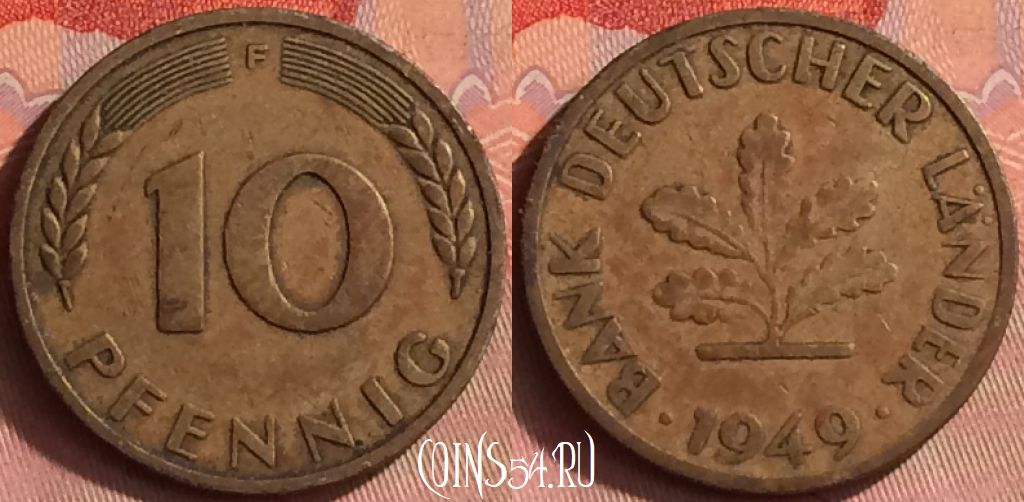 F
10
PFENNIG
BANK DEUTSCHER LÄNDER
· 1949 ·
COINS54.RU